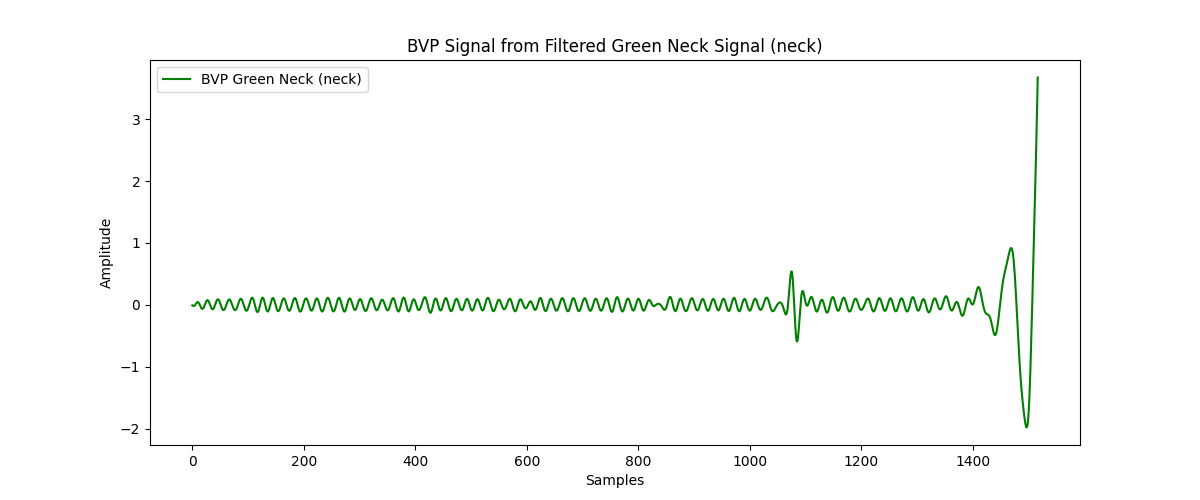 BVP Signal from Filtered Green Neck Signal (neck)
BVP Green Neck (neck)
3
2
1
0
−1
−2
Amplitude
0 200 400 600 800 1000 1200 1400
Samples